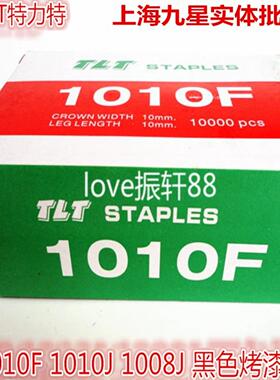 T特力特
上海九星实体批
TLT STAPLES
1010F
CROWN WIDTH 10mm.
LEG LENGTH 10mm.
10000 pcs
love振轩88
TLT STAPLES
1010F
010F 1010J 1008J 黑色烤漆